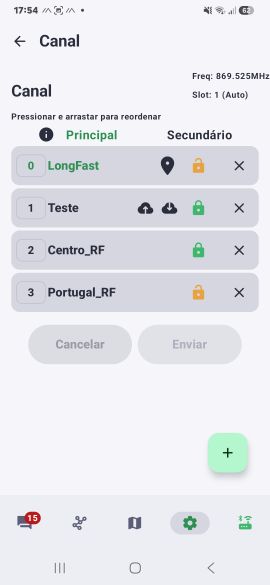 17:54
62
Canal
Freq: 869.525MHz
Canal
Slot: 1 (Auto)
Pressionar e arrastar para reordenar
Principal Secundário
0 LongFast
1 Teste
2 Centro_RF
3 Portugal_RF
Cancelar Enviar
+
15